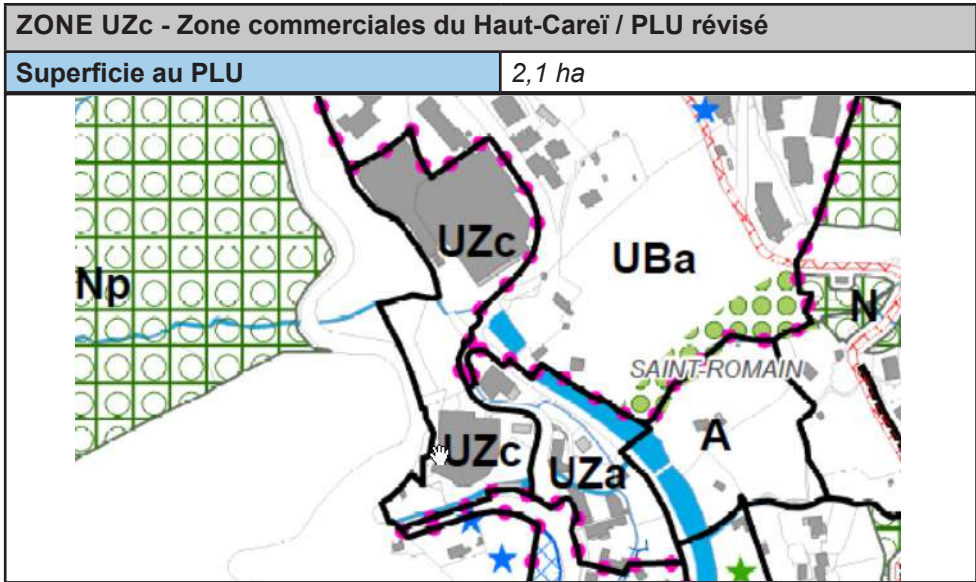 ZONE UZc - Zone commerciales du Haut-Careï / PLU révisé
Superficie au PLU
2,1 ha
UZc
UBa
Np
N
SAINT-ROMAIN
A
UZc
UZa